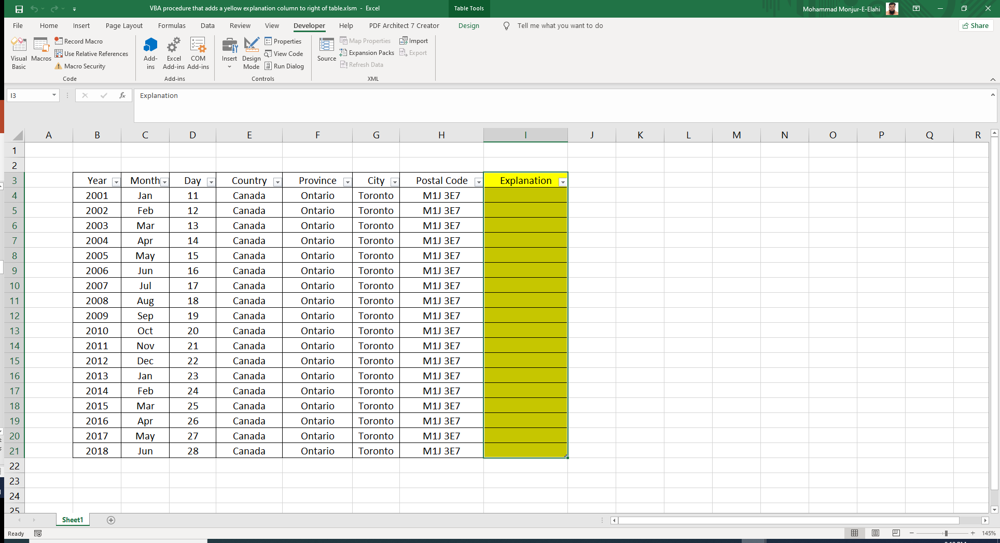 VBA procedure that adds a yellow explanation column to right of table.xlsm - Excel
Table Tools
Mohammad Monjur-E-Elahi
File Home Insert Page Layout Formulas Data Review View Developer Help PDF Architect 7 Creator Design Tell me what you want to do Share
Visual Basic
Macros
Record Macro
Use Relative References
Macro Security
Code
Add-ins
Excel Add-ins
COM Add-ins
Add-ins
Insert
Design Mode
Properties
View Code
Run Dialog
Controls
Source
Map Properties
Expansion Packs
Refresh Data
Import
Export
XML
I3 fx Explanation
A B C D E F G H I J K L M N O P Q R
1
2
3 Year Month Day Country Province City Postal Code Explanation
4 2001 Jan 11 Canada Ontario Toronto M1J 3E7
5 2002 Feb 12 Canada Ontario Toronto M1J 3E7
6 2003 Mar 13 Canada Ontario Toronto M1J 3E7
7 2004 Apr 14 Canada Ontario Toronto M1J 3E7
8 2005 May 15 Canada Ontario Toronto M1J 3E7
9 2006 Jun 16 Canada Ontario Toronto M1J 3E7
10 2007 Jul 17 Canada Ontario Toronto M1J 3E7
11 2008 Aug 18 Canada Ontario Toronto M1J 3E7
12 2009 Sep 19 Canada Ontario Toronto M1J 3E7
13 2010 Oct 20 Canada Ontario Toronto M1J 3E7
14 2011 Nov 21 Canada Ontario Toronto M1J 3E7
15 2012 Dec 22 Canada Ontario Toronto M1J 3E7
16 2013 Jan 23 Canada Ontario Toronto M1J 3E7
17 2014 Feb 24 Canada Ontario Toronto M1J 3E7
18 2015 Mar 25 Canada Ontario Toronto M1J 3E7
19 2016 Apr 26 Canada Ontario Toronto M1J 3E7
20 2017 May 27 Canada Ontario Toronto M1J 3E7
21 2018 Jun 28 Canada Ontario Toronto M1J 3E7
22
23
24
25
Sheet1
Ready
145%